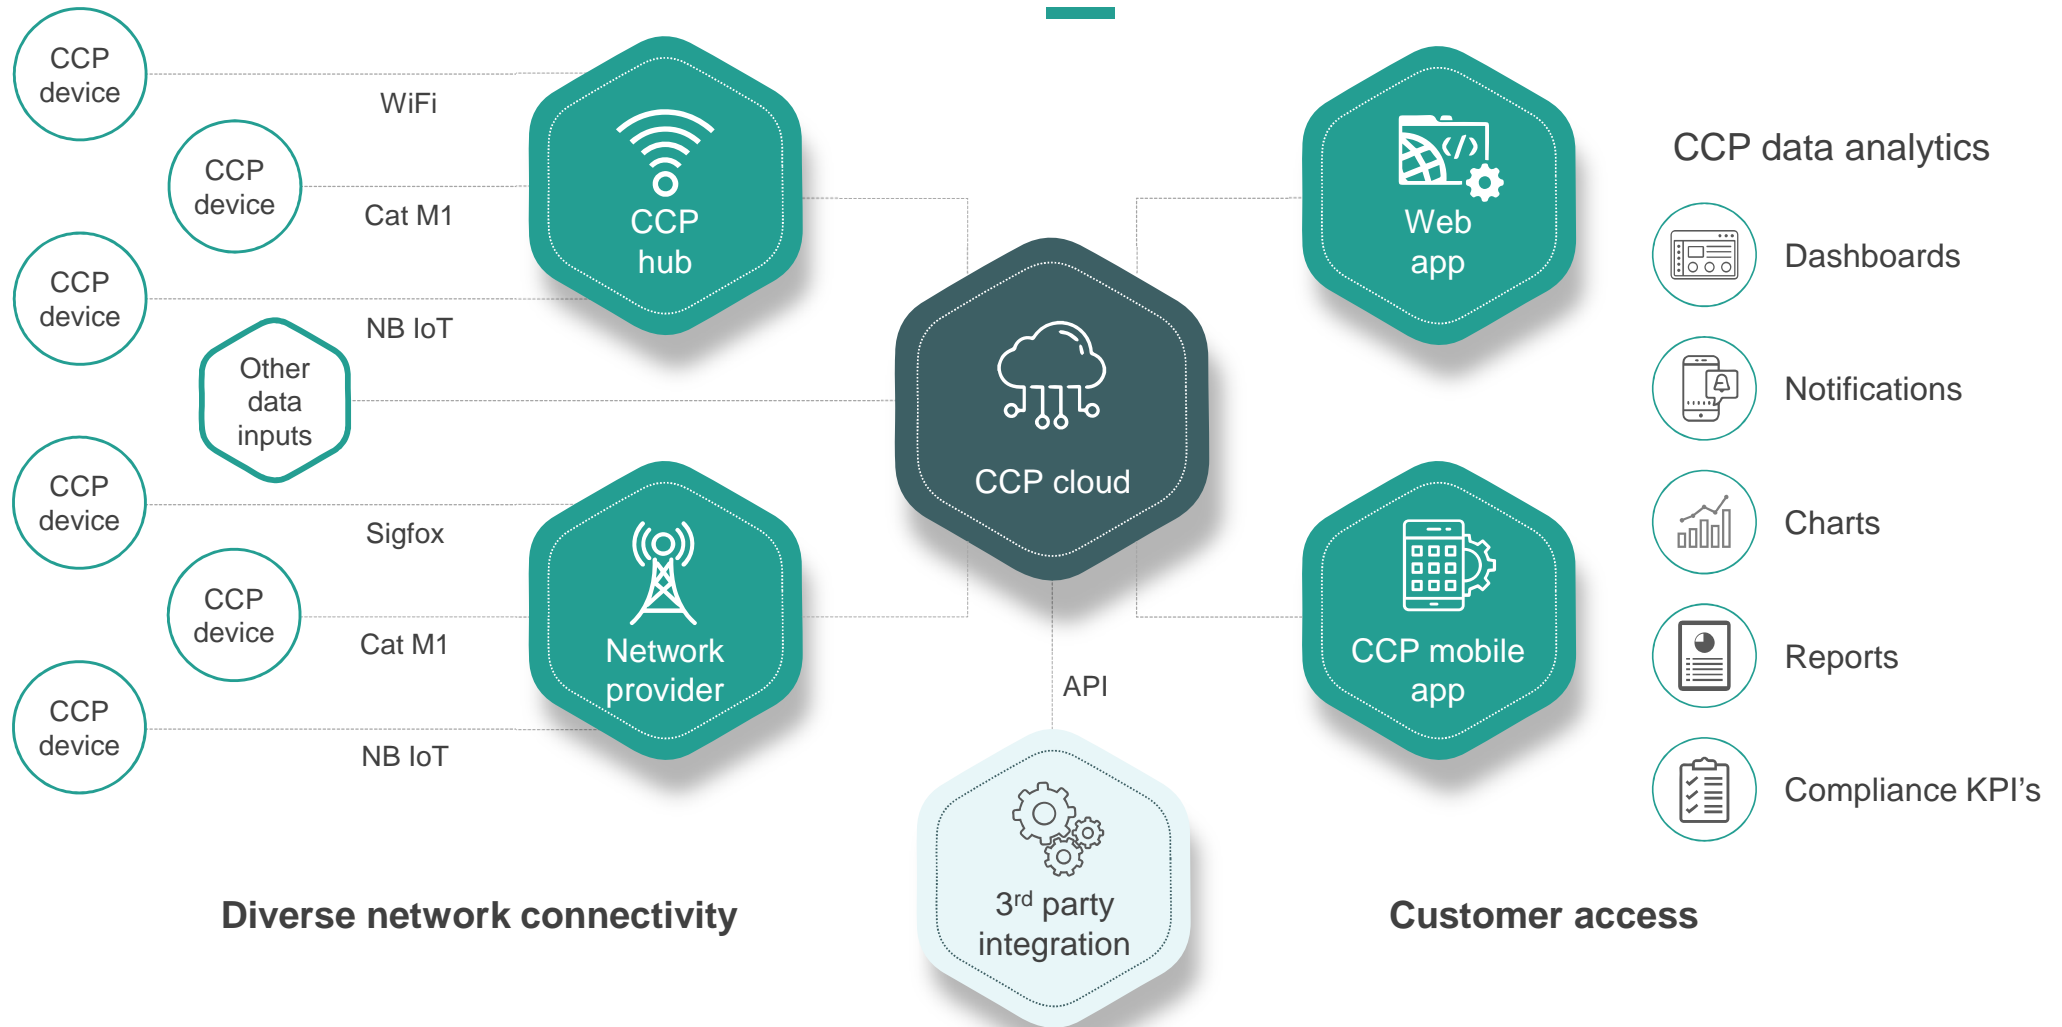 CCP
device
WiFi
CCP
device
Cat M1
CCP
device
NB IoT
Other
data
inputs
CCP
device
Sigfox
CCP
device
Cat M1
CCP
device
NB IoT
CCP
hub
Network
provider
CCP cloud
API
3rd party
integration
Web
app
CCP mobile
app
CCP data analytics
Dashboards
Notifications
Charts
Reports
Compliance KPI's
Diverse network connectivity
Customer access